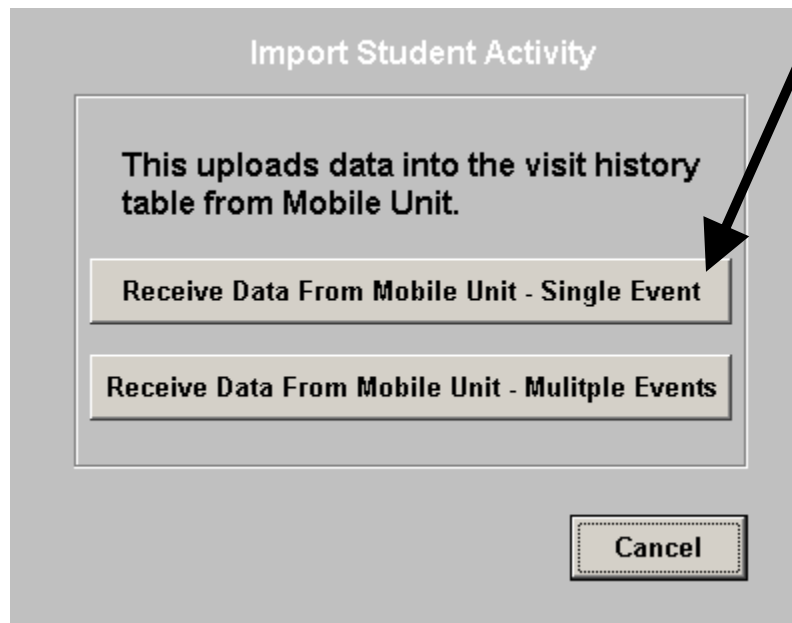 Import Student Activity
This uploads data into the visit history
table from Mobile Unit.
Receive Data From Mobile Unit - Single Event
Receive Data From Mobile Unit - Mulitple Events
Cancel